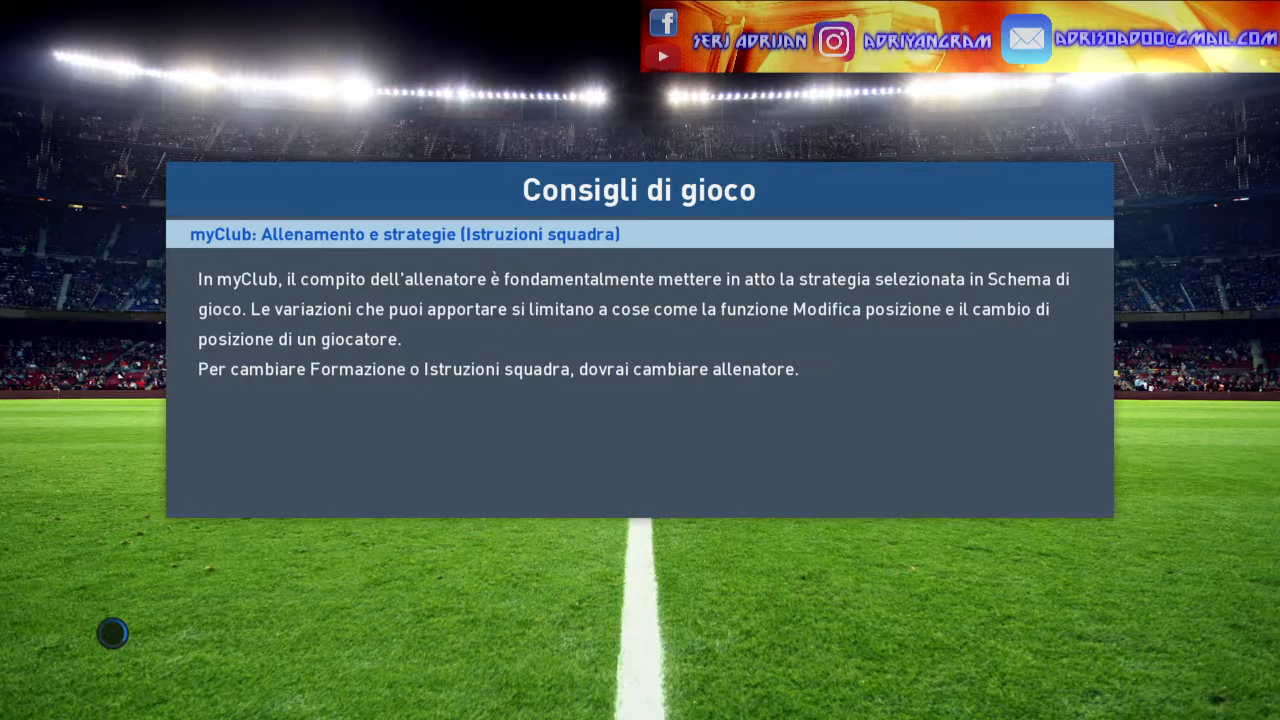 SERJ ADRIJAN ADRIYANGRAM ADRISOADOO@GMAIL.COM
Consigli di gioco
myClub: Allenamento e strategie (Istruzioni squadra)
In myClub, il compito dell'allenatore è fondamentalmente mettere in atto la strategia selezionata in Schema di
gioco. Le variazioni che puoi apportare si limitano a cose come la funzione Modifica posizione e il cambio di
posizione di un giocatore.
Per cambiare Formazione o Istruzioni squadra, dovrai cambiare allenatore.